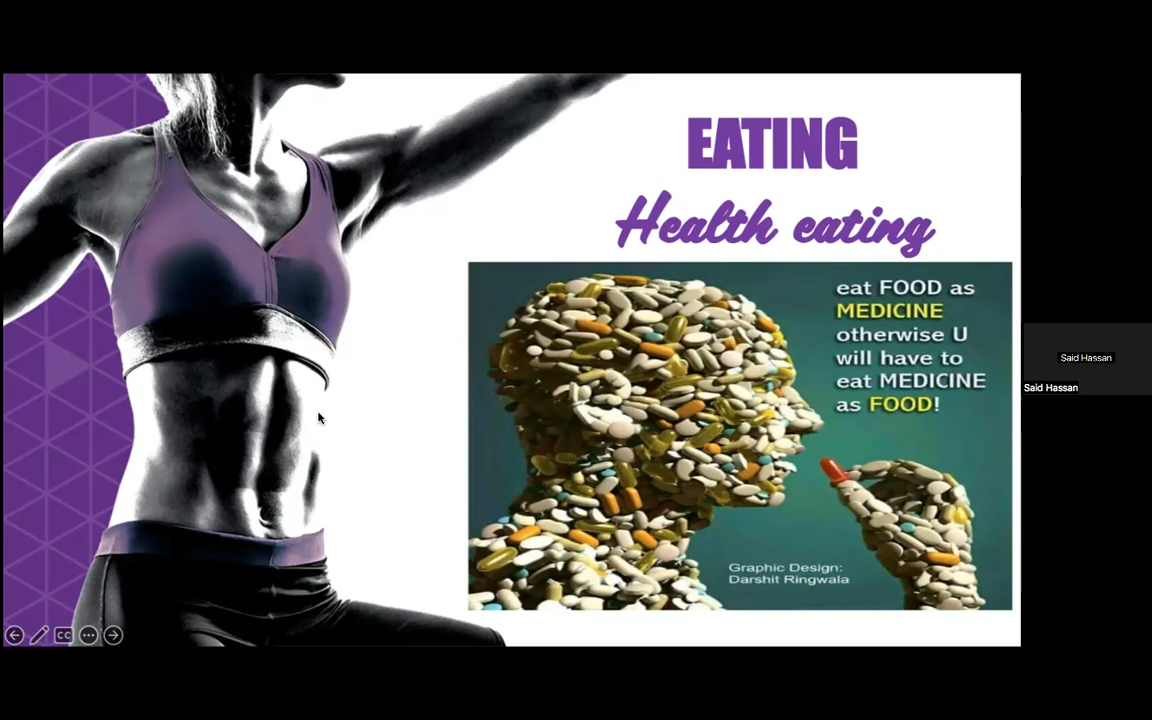 EATING
Health eating
eat FOOD as
MEDICINE
otherwise U
will have to
eat MEDICINE
as FOOD!
Graphic Design:
Darshit Ringwala
Said Hassan
Said Hassan
CC